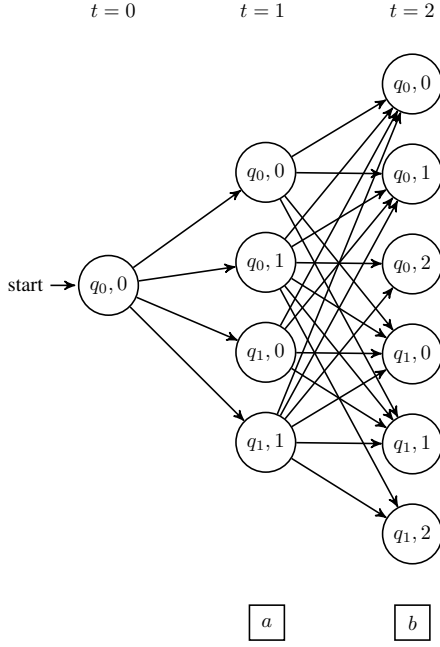 t = 0 t = 1 t = 2
q₀, 0
q₀, 0 q₀, 1
q₀, 1 q₀, 2
start q₀, 0
q₁, 0 q₁, 0
q₁, 1 q₁, 1
q₁, 2
a b